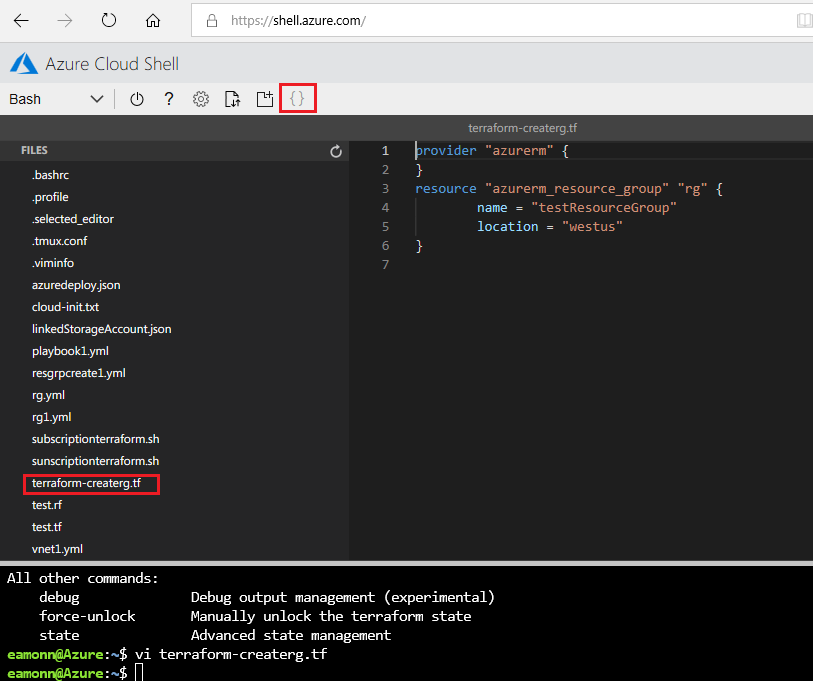 https://shell.azure.com/
Azure Cloud Shell
Bash ? { }
terraform-createrg.tf
FILES
.bashrc
.profile
.selected_editor
.tmux.conf
.viminfo
azuredeploy.json
cloud-init.txt
linkedStorageAccount.json
playbook1.yml
resgrpcreate1.yml
rg.yml
rg1.yml
subscriptionterraform.sh
sunscriptionterraform.sh
terraform-createrg.tf
test.rf
test.tf
vnet1.yml
1 provider "azurerm" {
2 }
3 resource "azurerm_resource_group" "rg" {
4 name = "testResourceGroup"
5 location = "westus"
6 }
7
All other commands:
debug Debug output management (experimental)
force-unlock Manually unlock the terraform state
state Advanced state management
eamonn@Azure:~$ vi terraform-createrg.tf
eamonn@Azure:~$